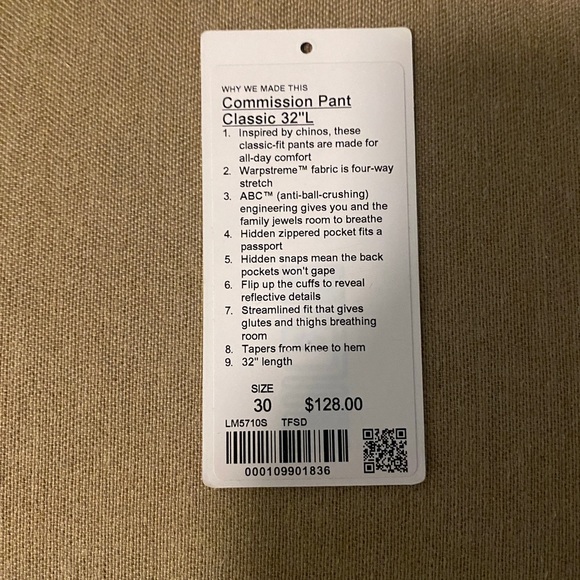 WHY WE MADE THIS
Commission Pant
Classic 32"L
1. Inspired by chinos, these
classic-fit pants are made for
all-day comfort
2. Warpstreme™ fabric is four-way
stretch
3. ABC™ (anti-ball-crushing)
engineering gives you and the
family jewels room to breathe
4. Hidden zippered pocket fits a
passport
5. Hidden snaps mean the back
pockets won't gape
6. Flip up the cuffs to reveal
reflective details
7. Streamlined fit that gives
glutes and thighs breathing
room
8. Tapers from knee to hem
9. 32" length
SIZE
30 $128.00
LM5710S TFSD
000109901836